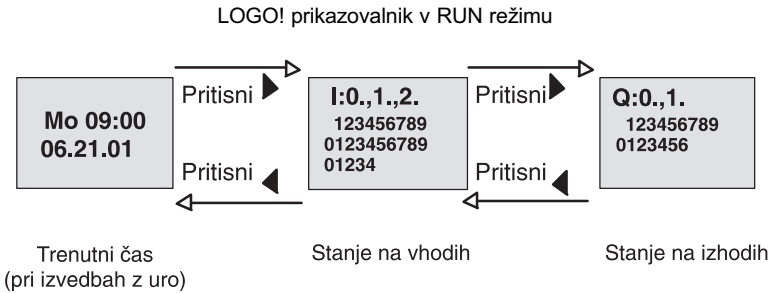 LOGO! prikazovalnik v RUN režimu
Pritisni
Pritisni
Mo 09:00
06.21.01
I:0.,1.,2.
123456789
0123456789
01234
Q:0.,1.
123456789
0123456
Pritisni
Pritisni
Trenutni čas
(pri izvedbah z uro)
Stanje na vhodih
Stanje na izhodih